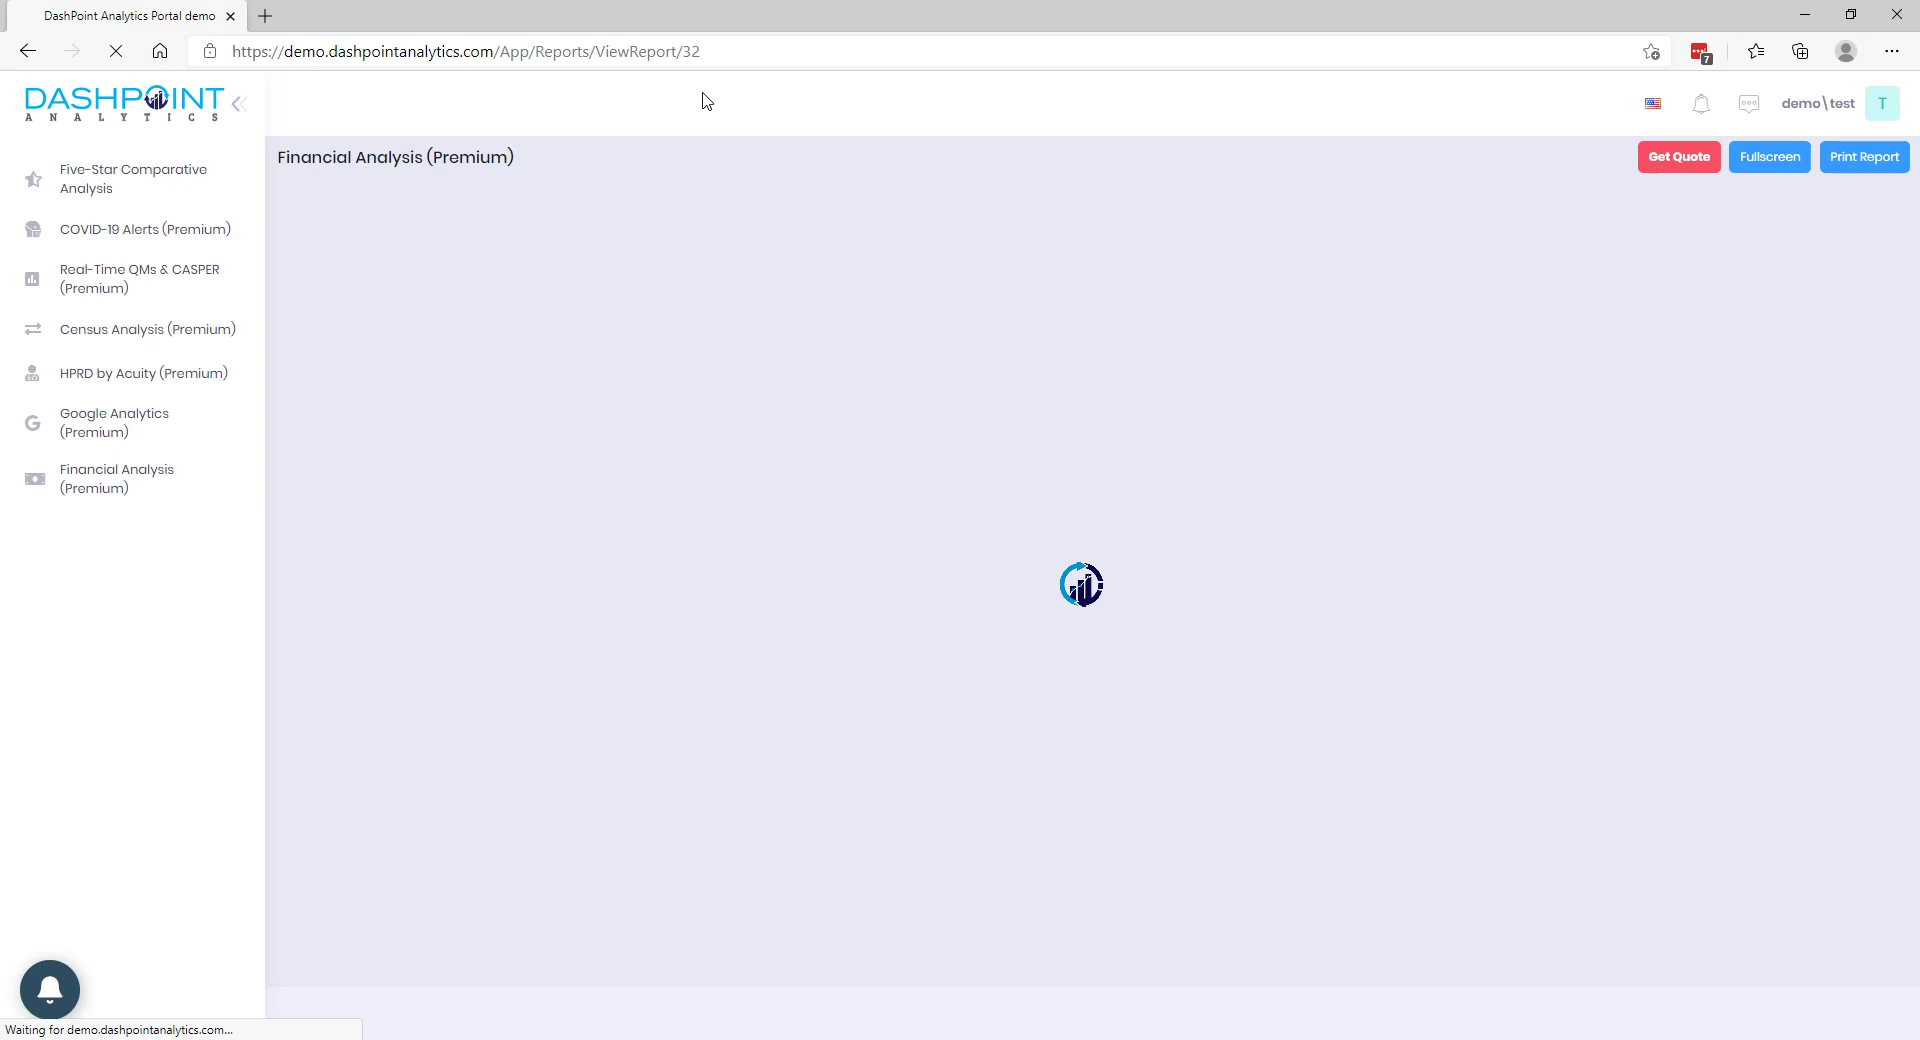 DashPoint Analytics Portal demo
https://demo.dashpointanalytics.com/App/Reports/ViewReport/32
7
DASHPOINT
ANALYTICS
demo\test
T
Financial Analysis (Premium)
Get Quote
Fullscreen
Print Report
Five-Star Comparative
Analysis
COVID-19 Alerts (Premium)
Real-Time QMs & CASPER
(Premium)
Census Analysis (Premium)
HPRD by Acuity (Premium)
Google Analytics
(Premium)
Financial Analysis
(Premium)
Waiting for demo.dashpointanalytics.com...